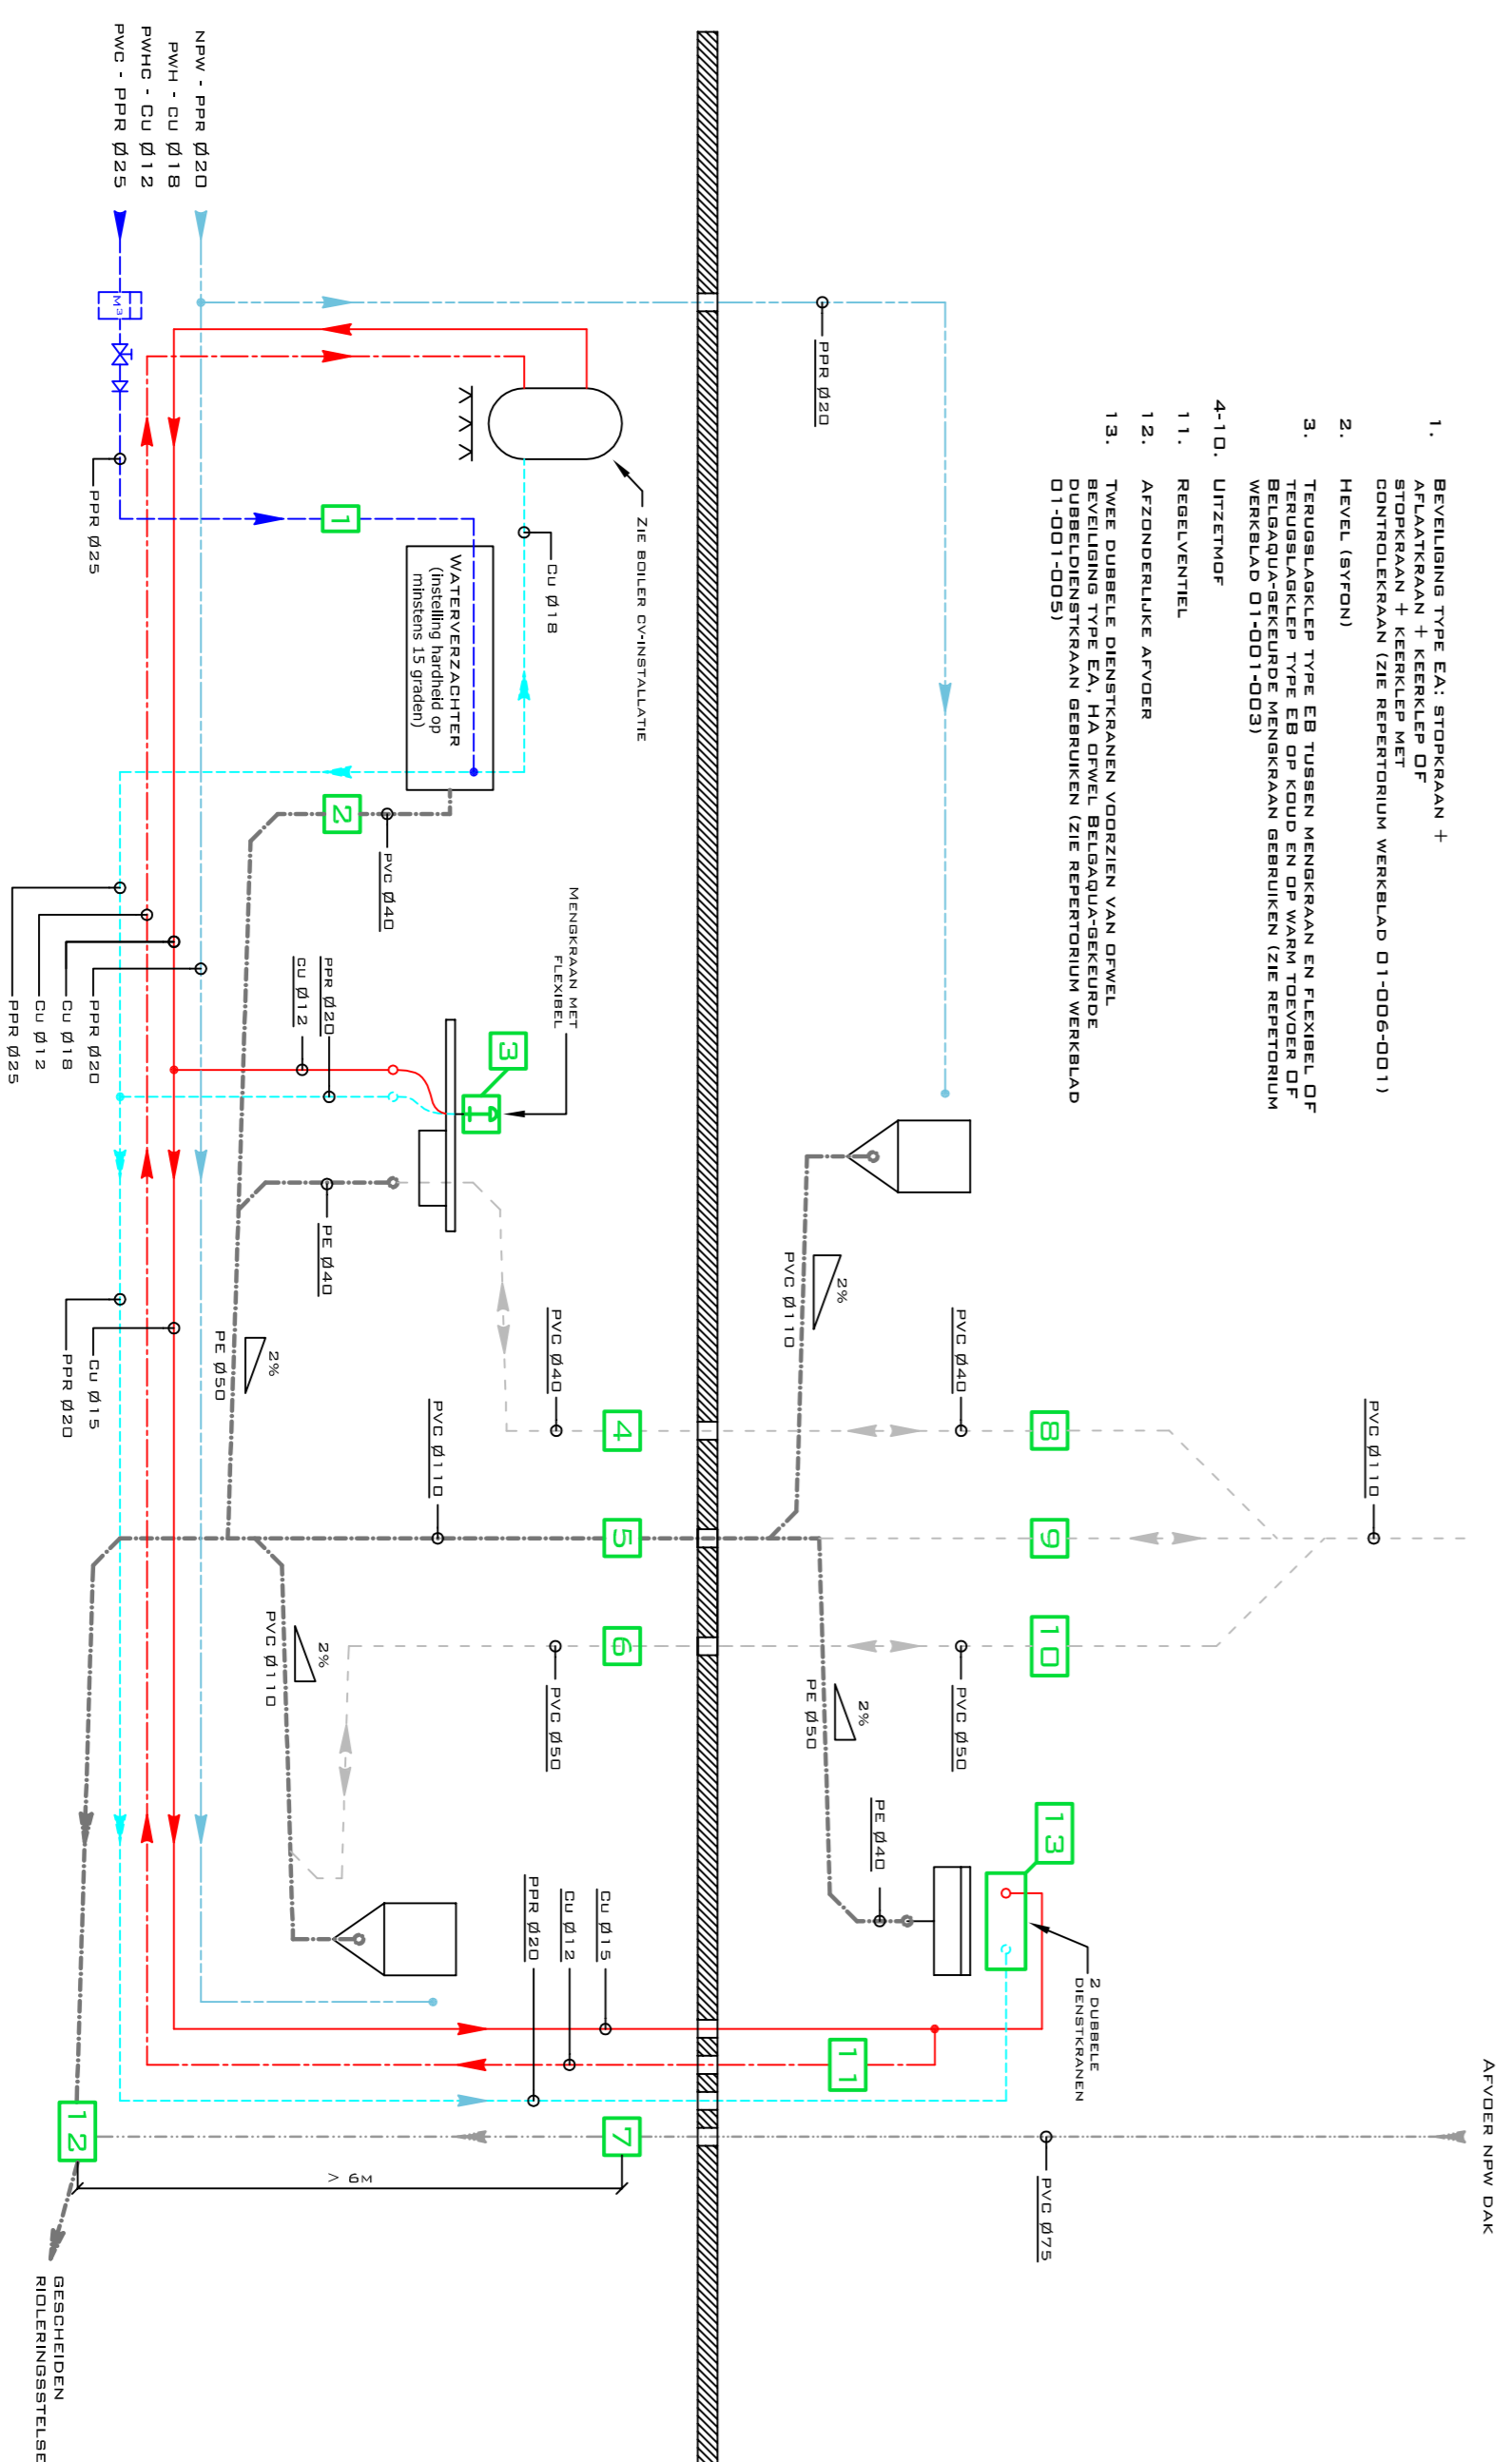 1. BEVEILIGING TYPE EA: STOPKRAAN +
AFLAATKRAAN + KEERKLEP OF
STOPKRAAN + KEERKLEP MET
CONTROLEKRAAN (ZIE REPERTORIUM WERKBLAD 01-006-001)
2. HEVEL (SYFON)
3. TERUGSLAGKLEP TYPE EB TUSSEN MENGKRAAN EN FLEXIBEL OF
TERUGSLAGKLEP TYPE EB OP KOUD EN OP WARM TOEVOER OF
BELGAQUA-GEKEURDE MENGKRAAN GEBRUIKEN (ZIE REPETORIUM
WERKBLAD 01-001-003)
4-10. UITZETMOF
11. REGELVENTIEL
12. AFZONDERLIJKE AFVOER
13. TWEE DUBBELE DIENSTKRANEN VOORZIEN VAN OFWEL
BEVEILIGING TYPE EA, HA OFWEL BELGAQUA-GEKEURDE
DUBBELDIENSTKRAAN GEBRUIKEN (ZIE REPERTORIUM WERKBLAD
01-001-005)
AFVOER NPW DAK
PVC Ø110
8
9
10
PVC Ø40
PVC Ø50
13
2 DUBBELE
DIENSTKRANEN
PVC Ø75
PPR Ø20
2%
PVC Ø110
2%
PE Ø50
PE Ø40
11
ZIE BOILER CV-INSTALLATIE
4
5
6
7
PVC Ø40
PVC Ø50
Cu Ø15
Cu Ø12
PPR Ø20
Cu Ø18
MENGKRAAN MET
FLEXIBEL
3
WATERVERZACHTER
(instelling hardheid op
minstens 15 graden)
PVC Ø110
1
2
PVC Ø40
PPR Ø20
CU Ø12
PE Ø40
2%
PE Ø50
2%
PVC Ø110
> 6M
NPW - PPR Ø20
PWH - CU Ø18
PWHC - CU Ø12
PWC - PPR Ø25
M³
PPR Ø25
PPR Ø20
Cu Ø18
Cu Ø12
PPR Ø25
Cu Ø15
PPR Ø20
12
GESCHEIDEN
RIOLERINGSSTELSE